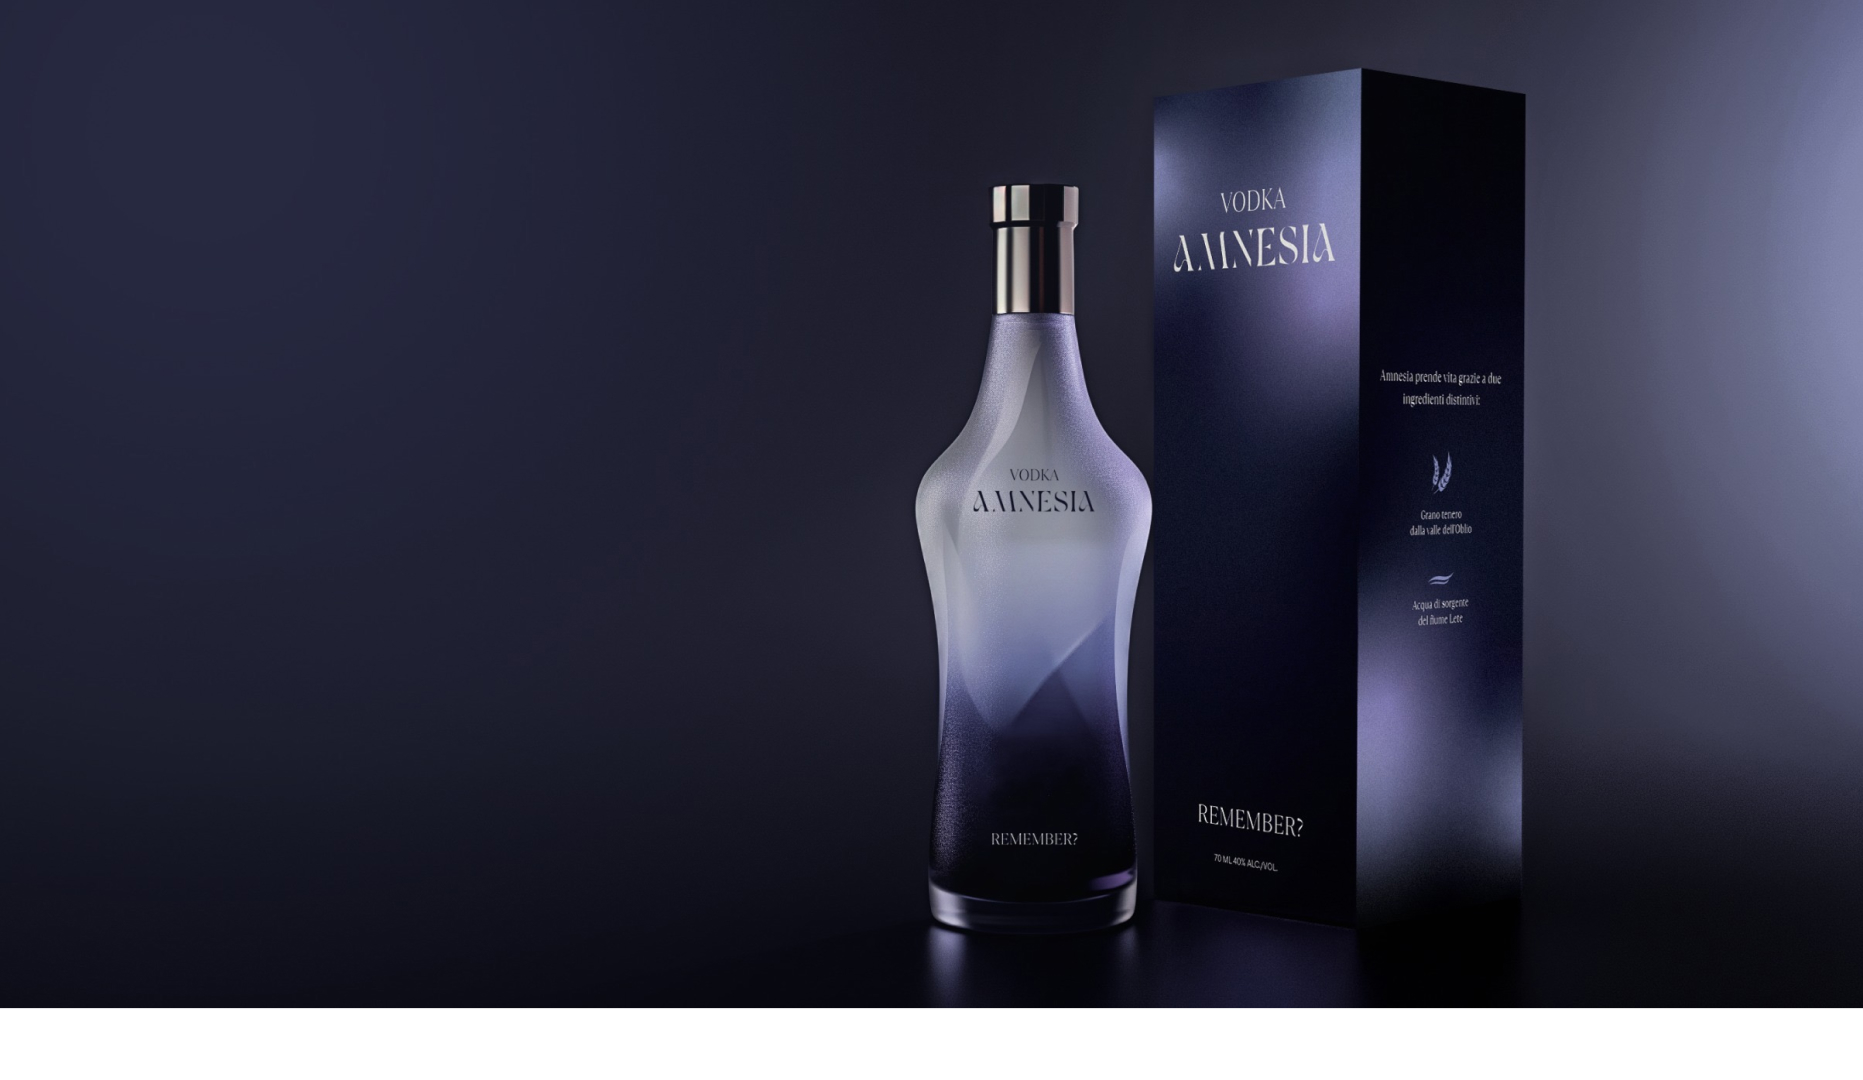 VODKA
AMNESIA
REMEMBER?
VODKA
AMNESIA
REMEMBER?
70 ML 40% ALC./VOL.
Amnesia prende vita grazie a due
ingredienti distintivi:
Grano tenero
dalla valle dell'Oblio
Acqua di sorgente
del fiume Lete